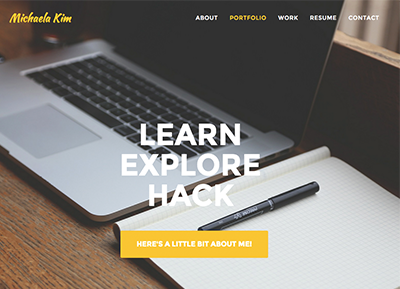 Michaela Kim
ABOUT PORTFOLIO WORK RESUME CONTACT
LEARN
EXPLORE
HACK
HERE'S A LITTLE BIT ABOUT ME!